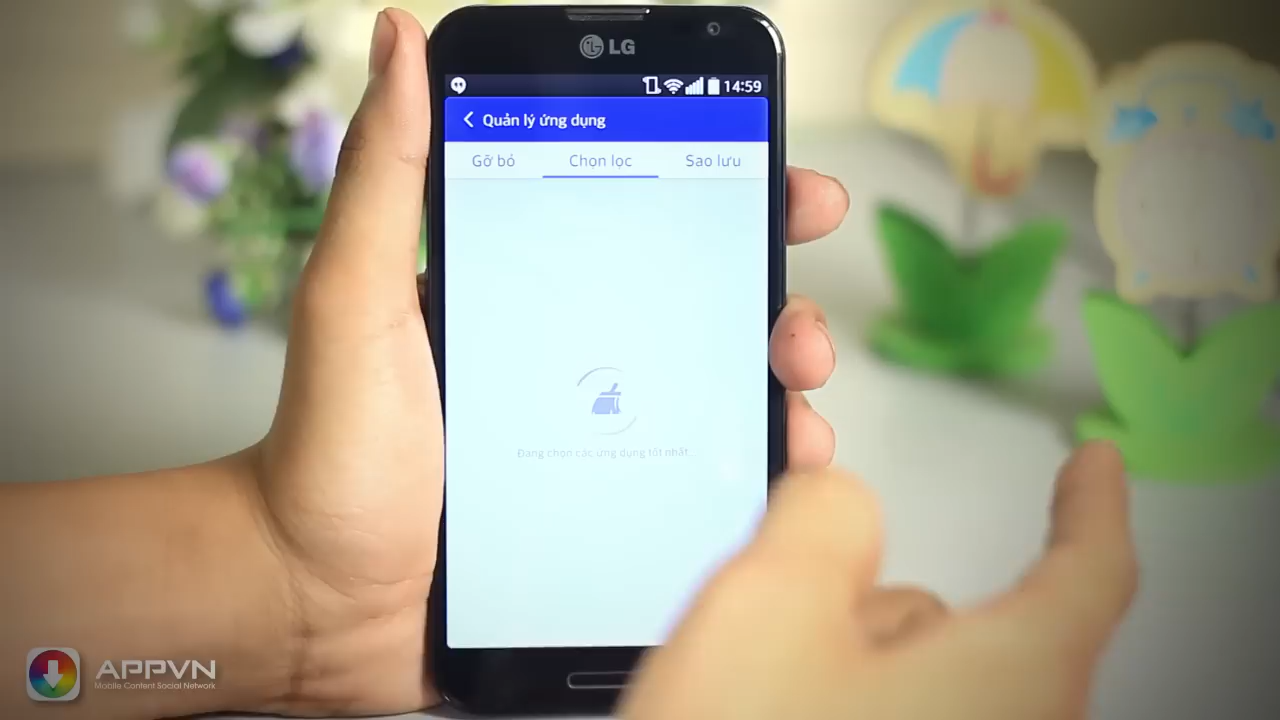 LG
14:59
Quản lý ứng dụng
Gỡ bỏ
Chọn lọc
Sao lưu
Đang chọn các ứng dụng tốt nhất...
APPVN
Mobile Content Social Network